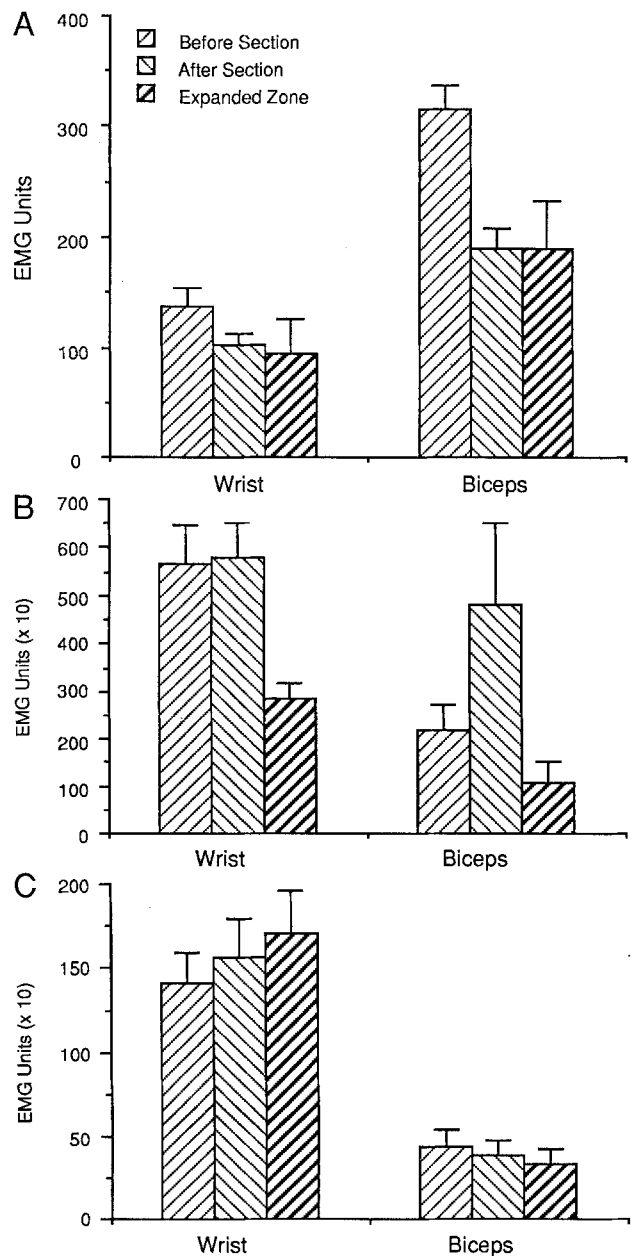 A
400
300
200
100
0
EMG Units
Before Section
After Section
Expanded Zone
Wrist Biceps
B
700
600
500
400
300
200
100
0
EMG Units (x 10)
Wrist Biceps
C
200
150
100
50
0
EMG Units (x 10)
Wrist Biceps